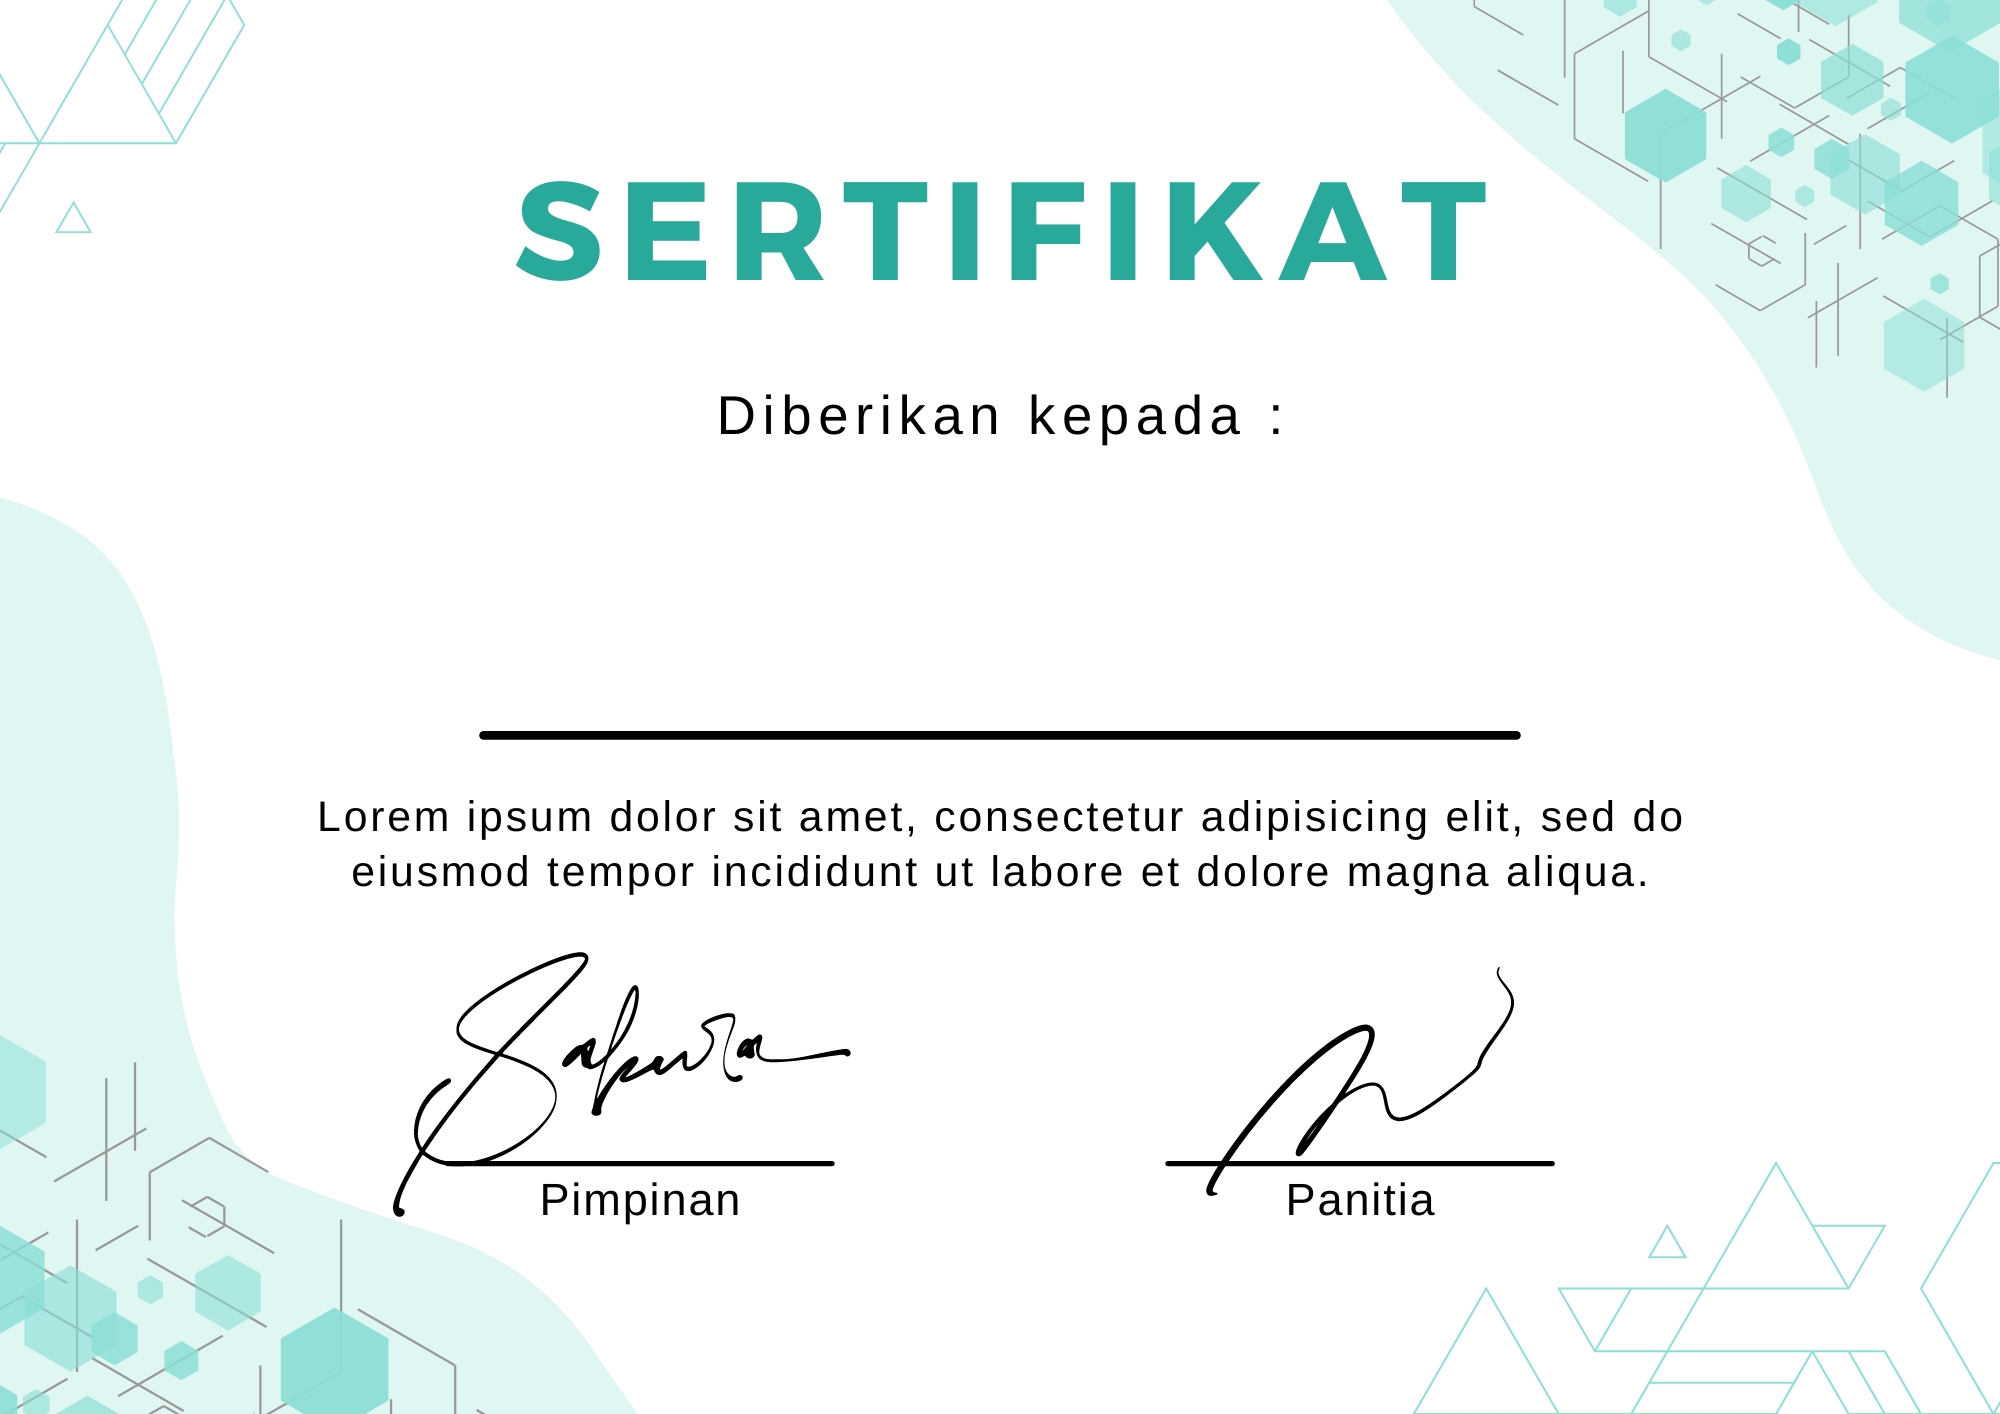 SERTIFIKAT
Diberikan kepada :
Lorem ipsum dolor sit amet, consectetur adipisicing elit, sed do
eiusmod tempor incididunt ut labore et dolore magna aliqua.
Pimpinan
Panitia